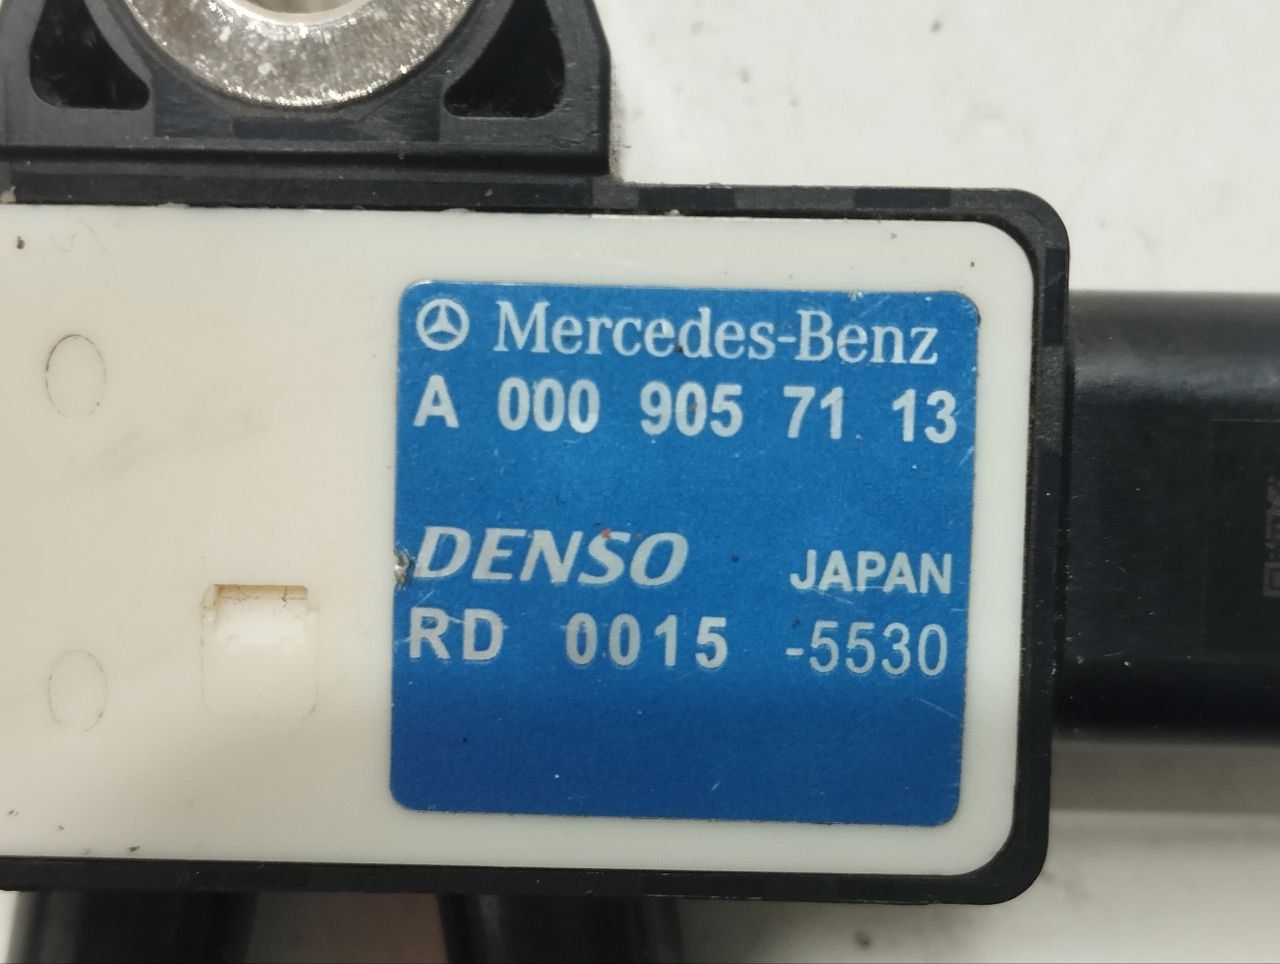 Mercedes-Benz
A 000 905 71 13
DENSO JAPAN
RD 0015 -5530